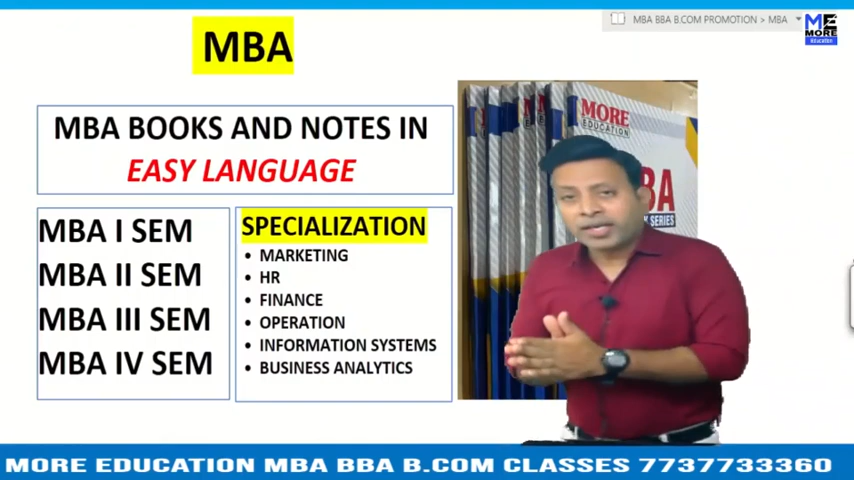 MBA
MBA BBA B.COM PROMOTION > MBA
ME
MORE
Education
MBA BOOKS AND NOTES IN
EASY LANGUAGE
MBA I SEM
MBA II SEM
MBA III SEM
MBA IV SEM
SPECIALIZATION
• MARKETING
• HR
• FINANCE
• OPERATION
• INFORMATION SYSTEMS
• BUSINESS ANALYTICS
MORE
EDUCATION
BA
SERIES
MORE EDUCATION MBA BBA B.COM CLASSES 7737733360